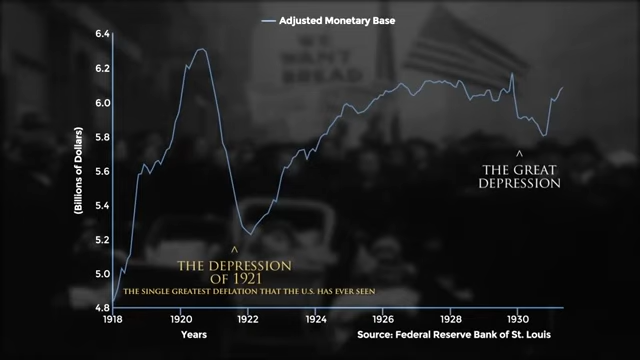 Adjusted Monetary Base
6.4
6.2
6.0
5.8
5.6
5.4
5.2
5.0
4.8
(Billions of Dollars)
WE
WANT
BREAD
^
THE GREAT
DEPRESSION
^
THE DEPRESSION
OF 1921
THE SINGLE GREATEST DEFLATION THAT THE U.S. HAS EVER SEEN
1918 1920 1922 1924 1926 1928 1930
Years
Source: Federal Reserve Bank of St. Louis